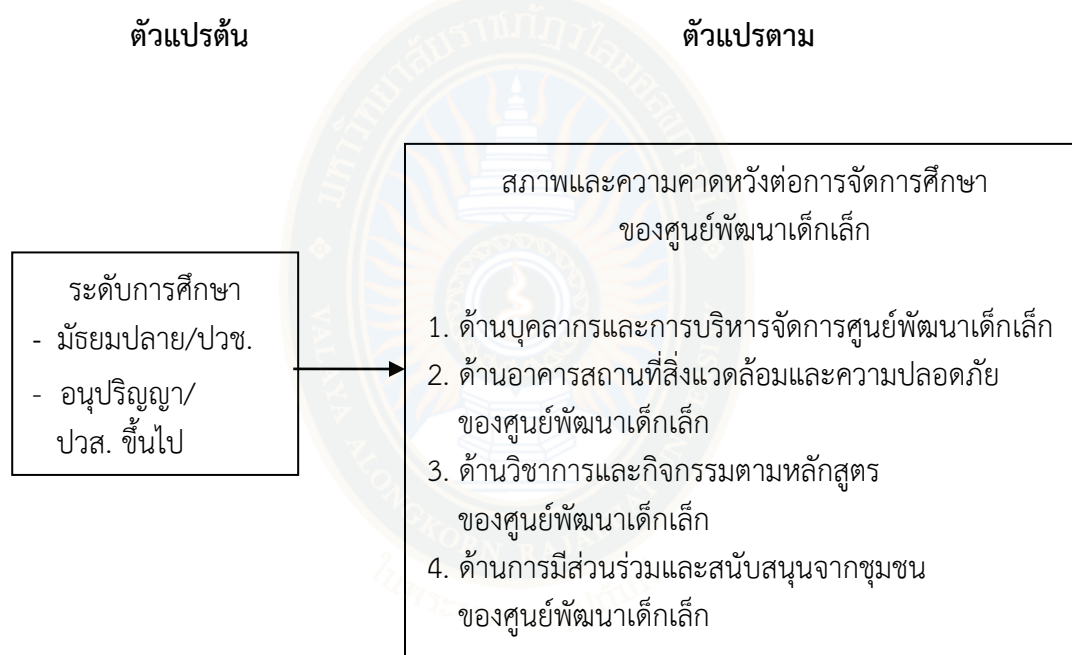 ตัวแปรต้น
ตัวแปรตาม
ระดับการศึกษา
- มัธยมปลาย/ปวช.
- อนุปริญญา/
ปวส. ขึ้นไป
สภาพและความคาดหวังต่อการจัดการศึกษา
ของศูนย์พัฒนาเด็กเล็ก
1. ด้านบุคลากรและการบริหารจัดการศูนย์พัฒนาเด็กเล็ก
2. ด้านอาคารสถานที่สิ่งแวดล้อมและความปลอดภัย
ของศูนย์พัฒนาเด็กเล็ก
3. ด้านวิชาการและกิจกรรมตามหลักสูตร
ของศูนย์พัฒนาเด็กเล็ก
4. ด้านการมีส่วนร่วมและสนับสนุนจากชุมชน
ของศูนย์พัฒนาเด็กเล็ก